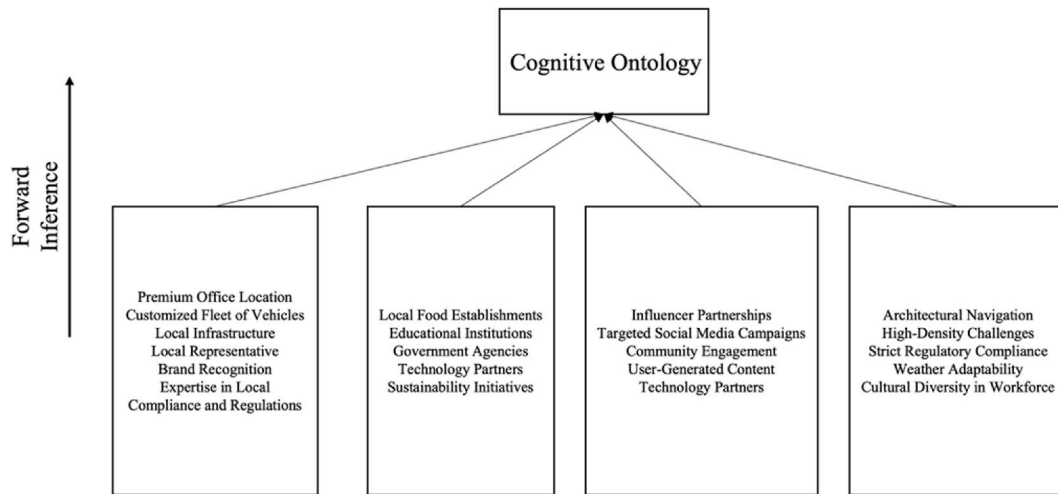 Cognitive Ontology
Forward
Inference
Premium Office Location
Customized Fleet of Vehicles
Local Infrastructure
Local Representative
Brand Recognition
Expertise in Local
Compliance and Regulations
Local Food Establishments
Educational Institutions
Government Agencies
Technology Partners
Sustainability Initiatives
Influencer Partnerships
Targeted Social Media Campaigns
Community Engagement
User-Generated Content
Technology Partners
Architectural Navigation
High-Density Challenges
Strict Regulatory Compliance
Weather Adaptability
Cultural Diversity in Workforce